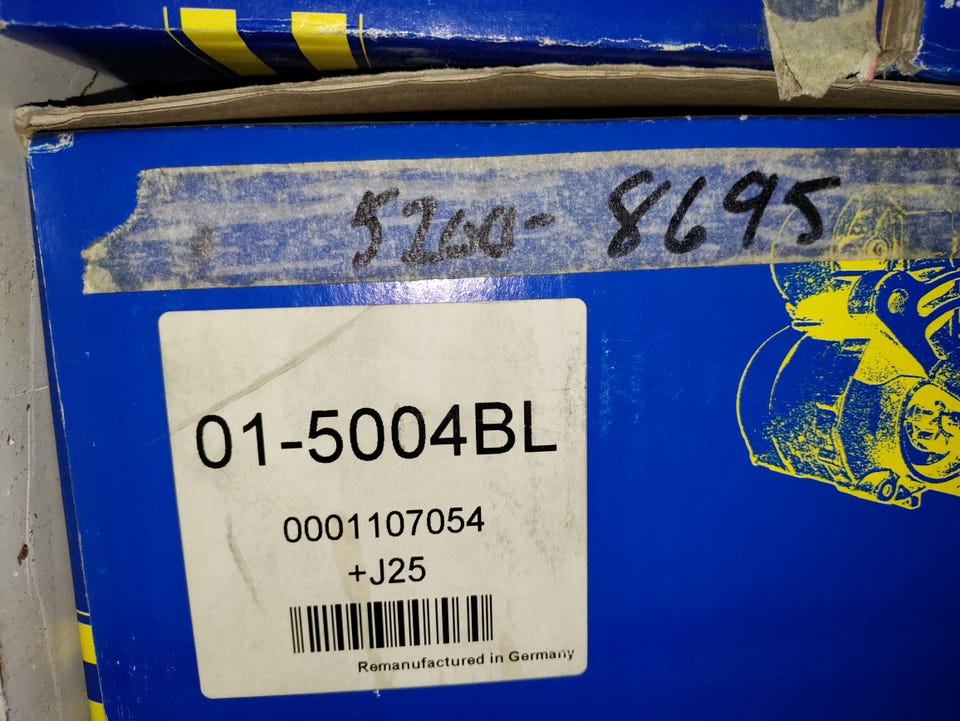 5260-8695
01-5004BL
0001107054
+J25
Remanufactured in Germany